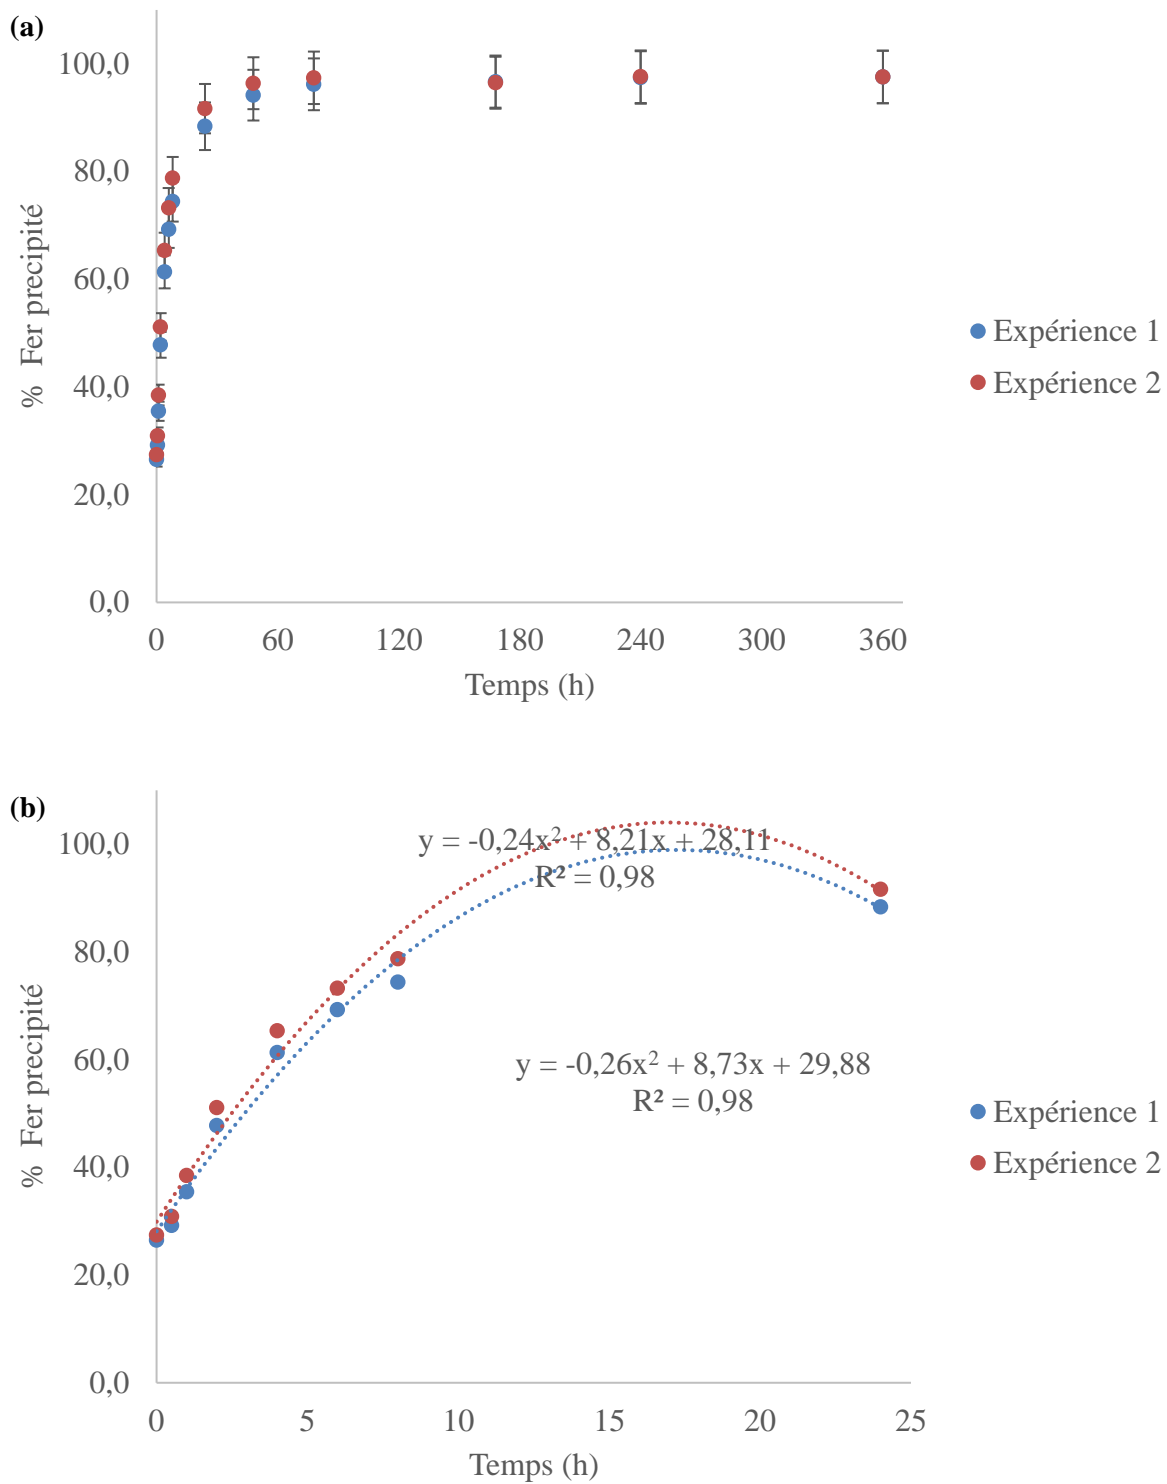 (a)
100,0
80,0
60,0
40,0
20,0
0,0
% Fer precipité
0 60 120 180 240 300 360
Temps (h)
Expérience 1
Expérience 2
(b)
100,0
80,0
60,0
40,0
20,0
0,0
% Fer precipité
y = -0,24x² + 8,21x + 28,11
R² = 0,98
y = -0,26x² + 8,73x + 29,88
R² = 0,98
0 5 10 15 20 25
Temps (h)
Expérience 1
Expérience 2